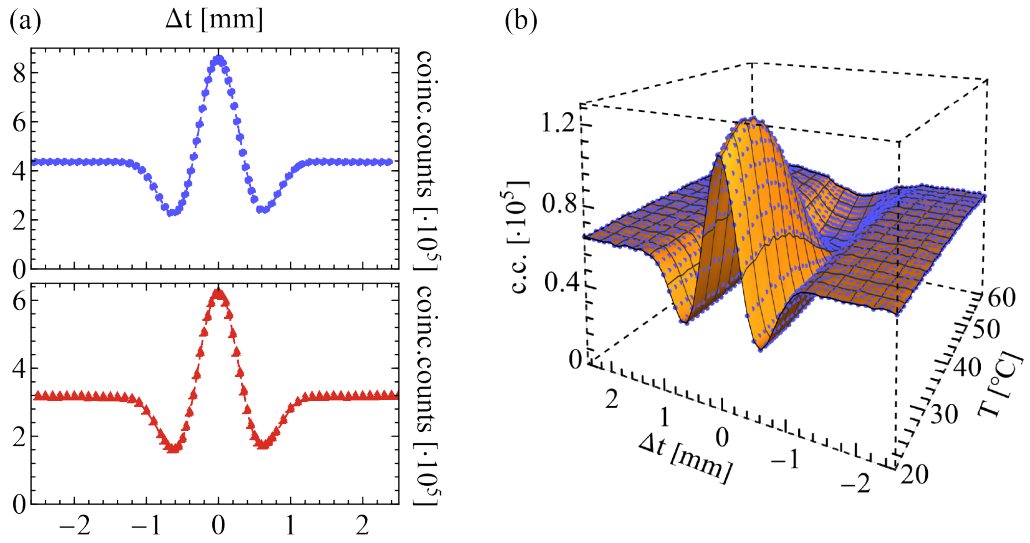 (a)
Δt [mm]
8
6
4
2
0
coinc.counts [·10⁵]
6
4
2
0
coinc.counts [·10⁵]
−2 −1 0 1 2
(b)
1.2
0.8
0.4
0
c.c. [·10⁵]
2 1 0 −1 −2
Δt [mm]
60
50
40
30
20
T [°C]